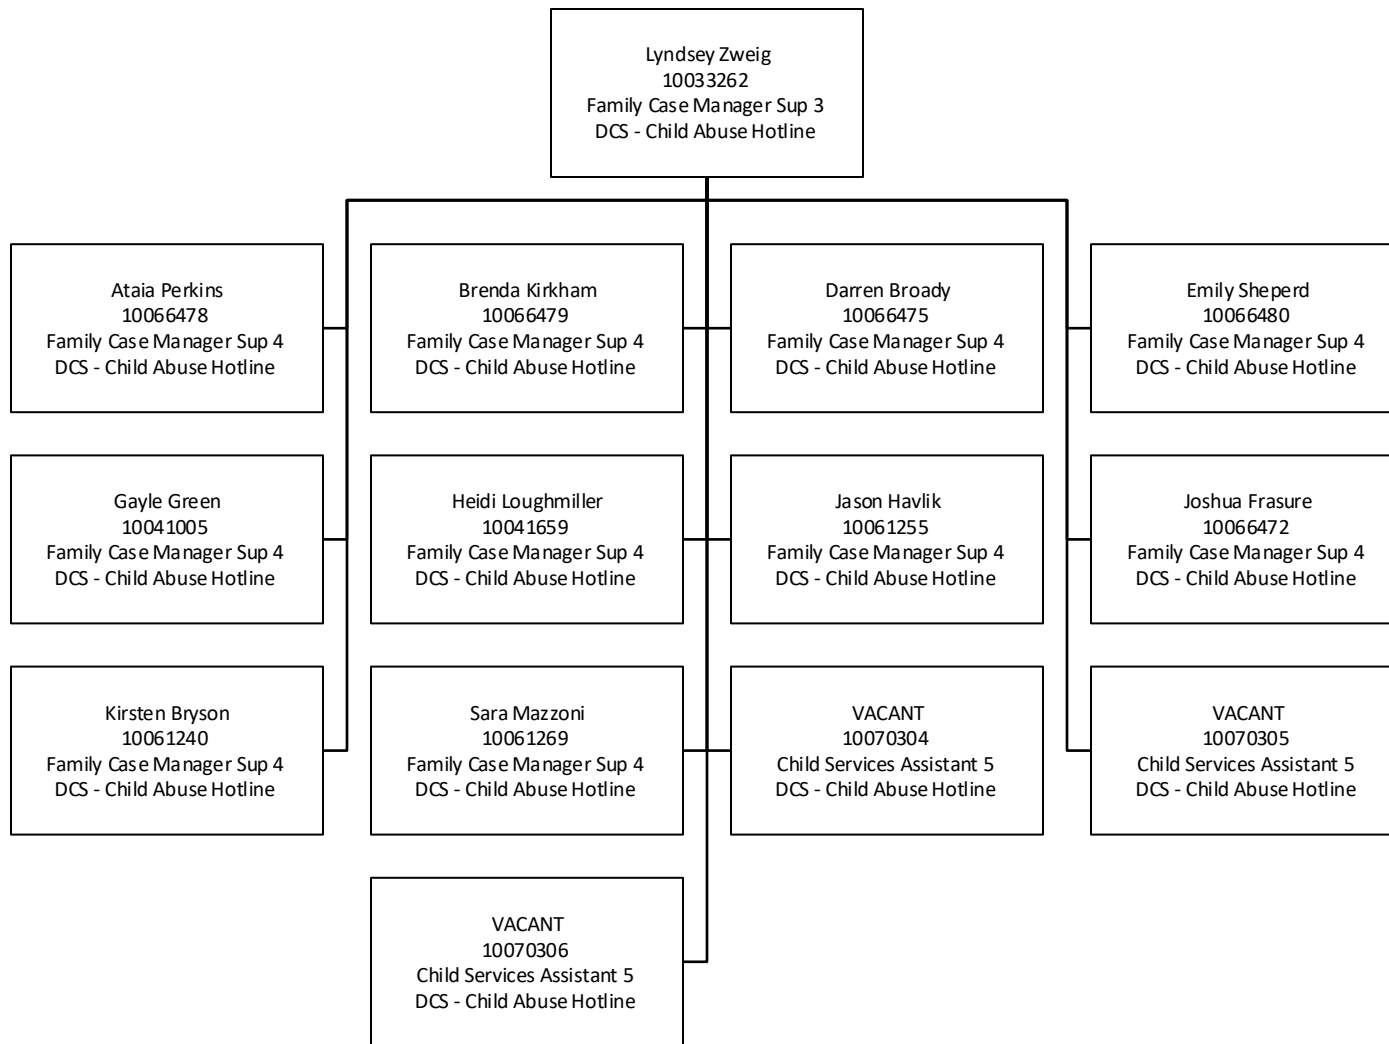 Lyndsey Zweig
10033262
Family Case Manager Sup 3
DCS - Child Abuse Hotline
Ataia Perkins
10066478
Family Case Manager Sup 4
DCS - Child Abuse Hotline
Brenda Kirkham
10066479
Family Case Manager Sup 4
DCS - Child Abuse Hotline
Darren Broady
10066475
Family Case Manager Sup 4
DCS - Child Abuse Hotline
Emily Sheperd
10066480
Family Case Manager Sup 4
DCS - Child Abuse Hotline
Gayle Green
10041005
Family Case Manager Sup 4
DCS - Child Abuse Hotline
Heidi Loughmiller
10041659
Family Case Manager Sup 4
DCS - Child Abuse Hotline
Jason Havlik
10061255
Family Case Manager Sup 4
DCS - Child Abuse Hotline
Joshua Frasure
10066472
Family Case Manager Sup 4
DCS - Child Abuse Hotline
Kirsten Bryson
10061240
Family Case Manager Sup 4
DCS - Child Abuse Hotline
Sara Mazzoni
10061269
Family Case Manager Sup 4
DCS - Child Abuse Hotline
VACANT
10070304
Child Services Assistant 5
DCS - Child Abuse Hotline
VACANT
10070305
Child Services Assistant 5
DCS - Child Abuse Hotline
VACANT
10070306
Child Services Assistant 5
DCS - Child Abuse Hotline